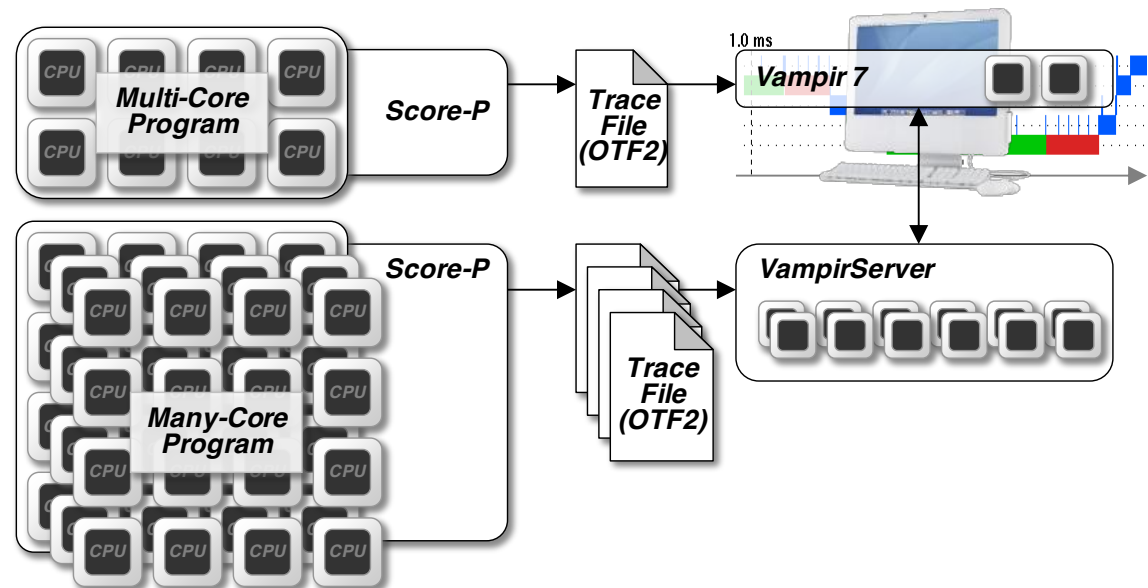 CPU CPU CPU CPU
Multi-Core
Program
CPU CPU CPU CPU
Score-P
Trace
File
(OTF2)
1.0 ms
Vampir 7
CPU CPU CPU CPU
CPU CPU CPU CPU
Many-Core
Program
CPU CPU CPU CPU
CPU CPU CPU CPU
Score-P
Trace
File
(OTF2)
VampirServer